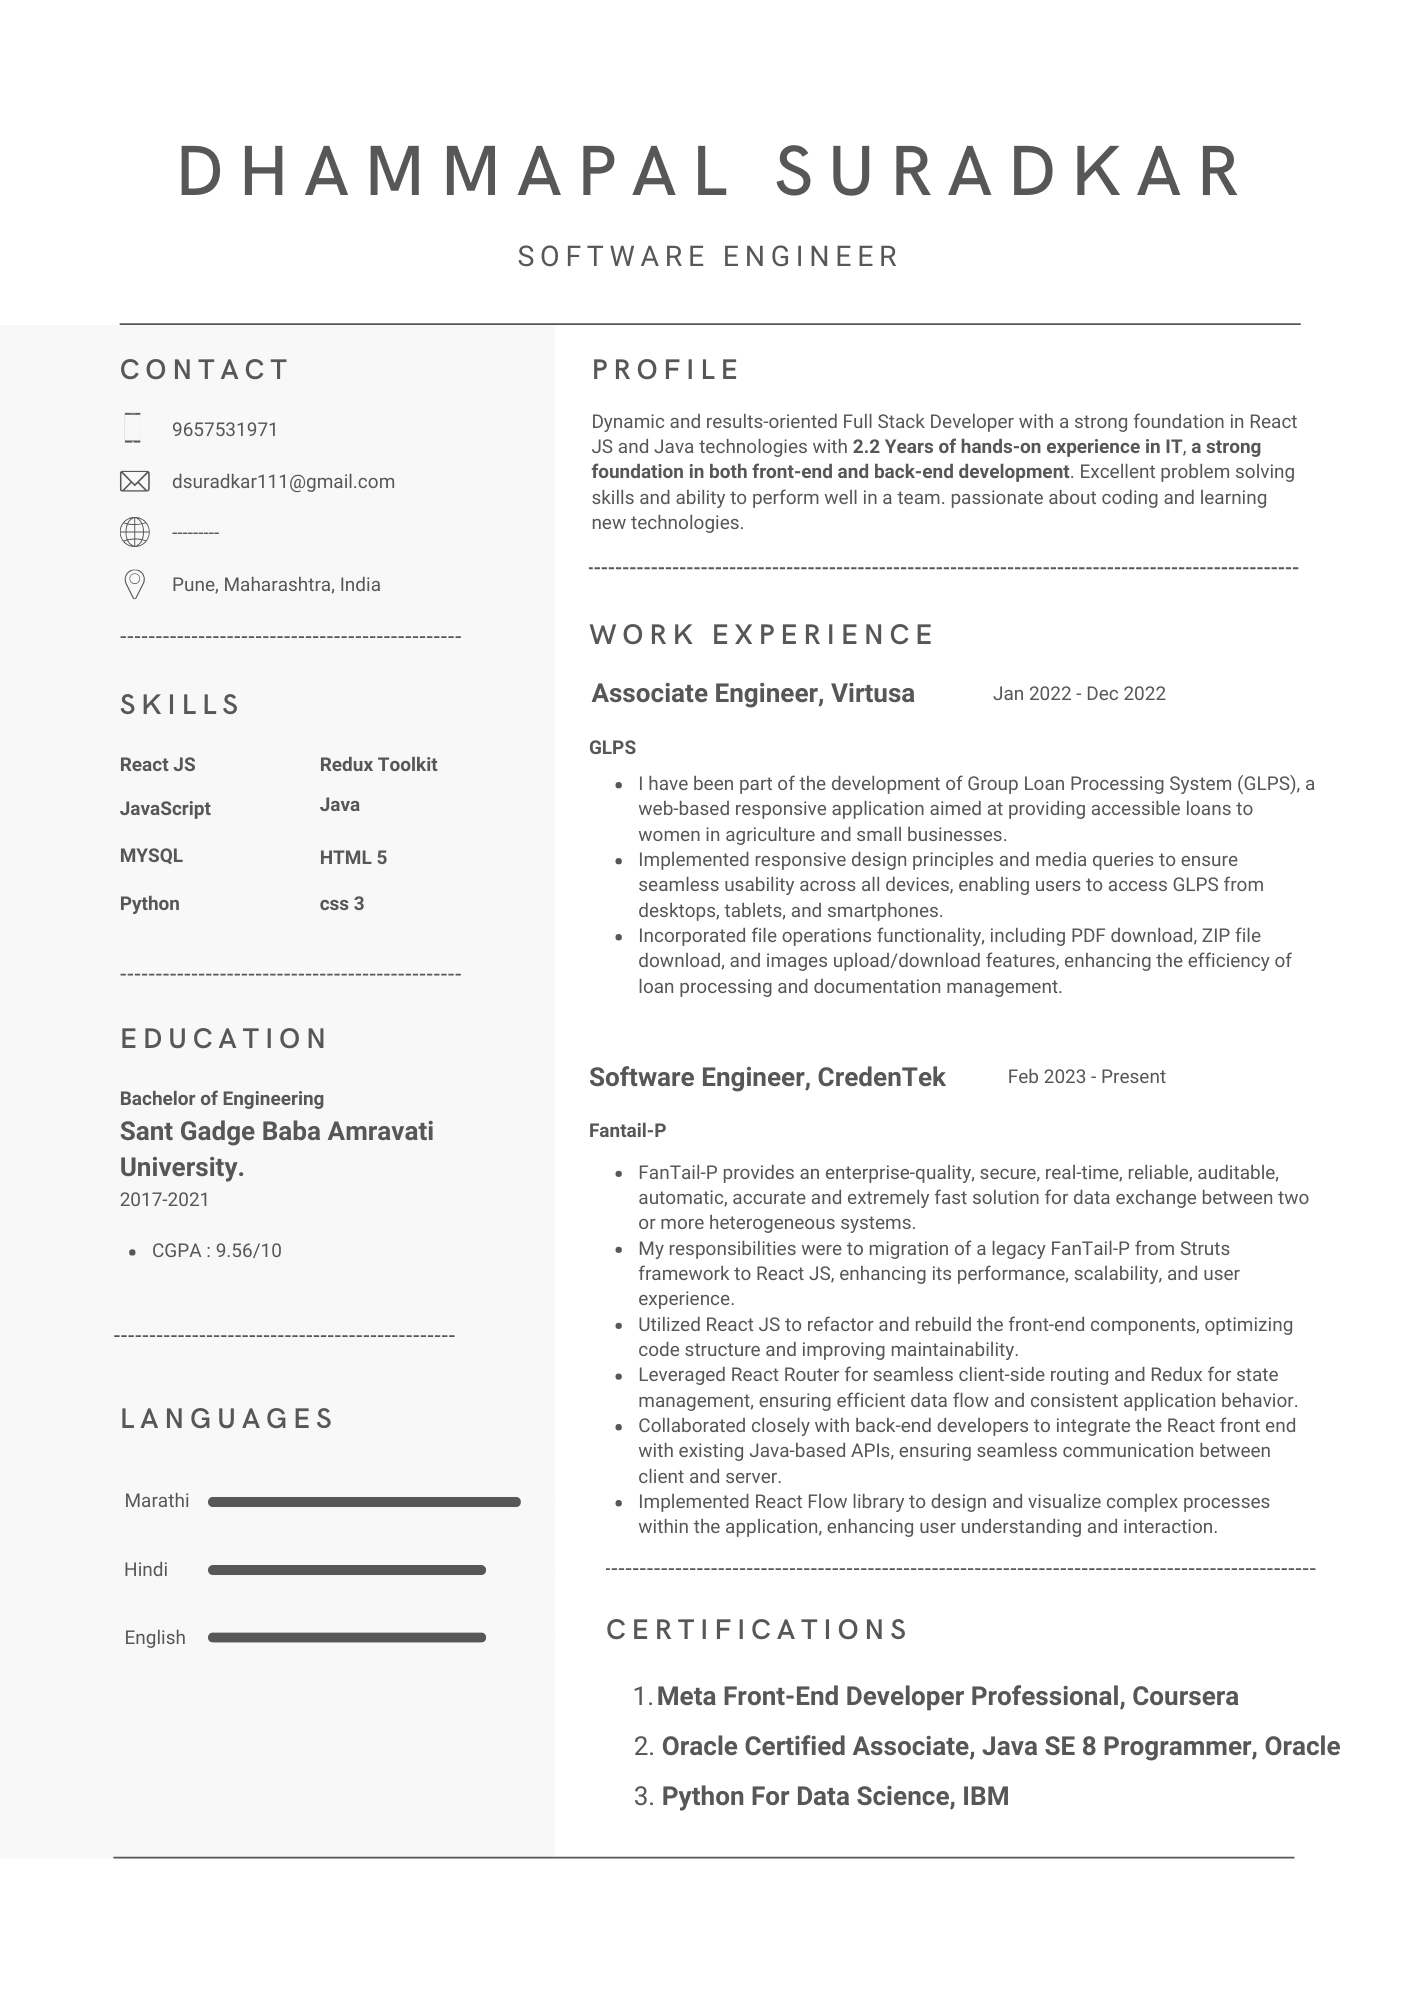 DHAMMAPAL SURADKAR
SOFTWARE ENGINEER
CONTACT
9657531971
dsuradkar111@gmail.com
---------
Pune, Maharashtra, India
------------------------------------------------
SKILLS
React JS
Redux Toolkit
JavaScript
Java
MYSQL
HTML 5
Python
css 3
------------------------------------------------
EDUCATION
Bachelor of Engineering
Sant Gadge Baba Amravati
University.
2017-2021
• CGPA : 9.56/10
------------------------------------------------
LANGUAGES
Marathi
Hindi
English
PROFILE
Dynamic and results-oriented Full Stack Developer with a strong foundation in React
JS and Java technologies with 2.2 Years of hands-on experience in IT, a strong
foundation in both front-end and back-end development. Excellent problem solving
skills and ability to perform well in a team. passionate about coding and learning
new technologies.
----------------------------------------------------------------------------------------------------
WORK EXPERIENCE
Associate Engineer, Virtusa Jan 2022 - Dec 2022
GLPS
• I have been part of the development of Group Loan Processing System (GLPS), a
web-based responsive application aimed at providing accessible loans to
women in agriculture and small businesses.
• Implemented responsive design principles and media queries to ensure
seamless usability across all devices, enabling users to access GLPS from
desktops, tablets, and smartphones.
• Incorporated file operations functionality, including PDF download, ZIP file
download, and images upload/download features, enhancing the efficiency of
loan processing and documentation management.
Software Engineer, CredenTek Feb 2023 - Present
Fantail-P
• FanTail-P provides an enterprise-quality, secure, real-time, reliable, auditable,
automatic, accurate and extremely fast solution for data exchange between two
or more heterogeneous systems.
• My responsibilities were to migration of a legacy FanTail-P from Struts
framework to React JS, enhancing its performance, scalability, and user
experience.
• Utilized React JS to refactor and rebuild the front-end components, optimizing
code structure and improving maintainability.
• Leveraged React Router for seamless client-side routing and Redux for state
management, ensuring efficient data flow and consistent application behavior.
• Collaborated closely with back-end developers to integrate the React front end
with existing Java-based APIs, ensuring seamless communication between
client and server.
• Implemented React Flow library to design and visualize complex processes
within the application, enhancing user understanding and interaction.
----------------------------------------------------------------------------------------------------
CERTIFICATIONS
1. Meta Front-End Developer Professional, Coursera
2. Oracle Certified Associate, Java SE 8 Programmer, Oracle
3. Python For Data Science, IBM